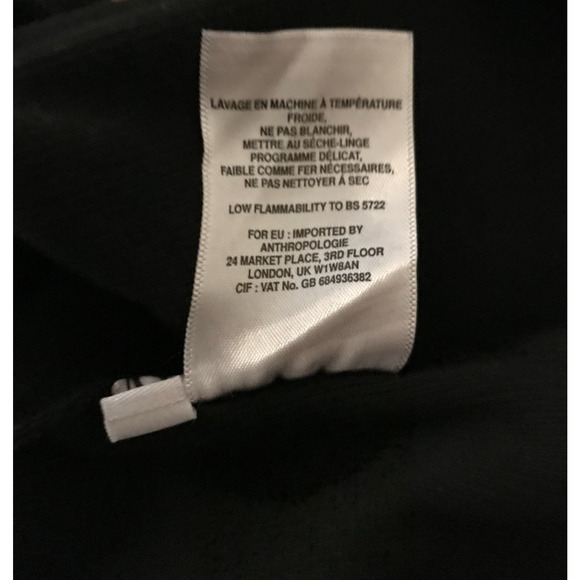 LAVAGE EN MACHINE À TEMPÉRATURE
FROIDE,
NE PAS BLANCHIR,
METTRE AU SÉCHE-LINGE
PROGRAMME DÉLICAT,
FAIBLE COMME FER NÉCESSAIRES,
NE PAS NETTOYER À SEC
LOW FLAMMABILITY TO BS 5722
FOR EU : IMPORTED BY
ANTHROPOLOGIE
24 MARKET PLACE, 3RD FLOOR
LONDON, UK W1W8AN
CIF : VAT No. GB 684936382